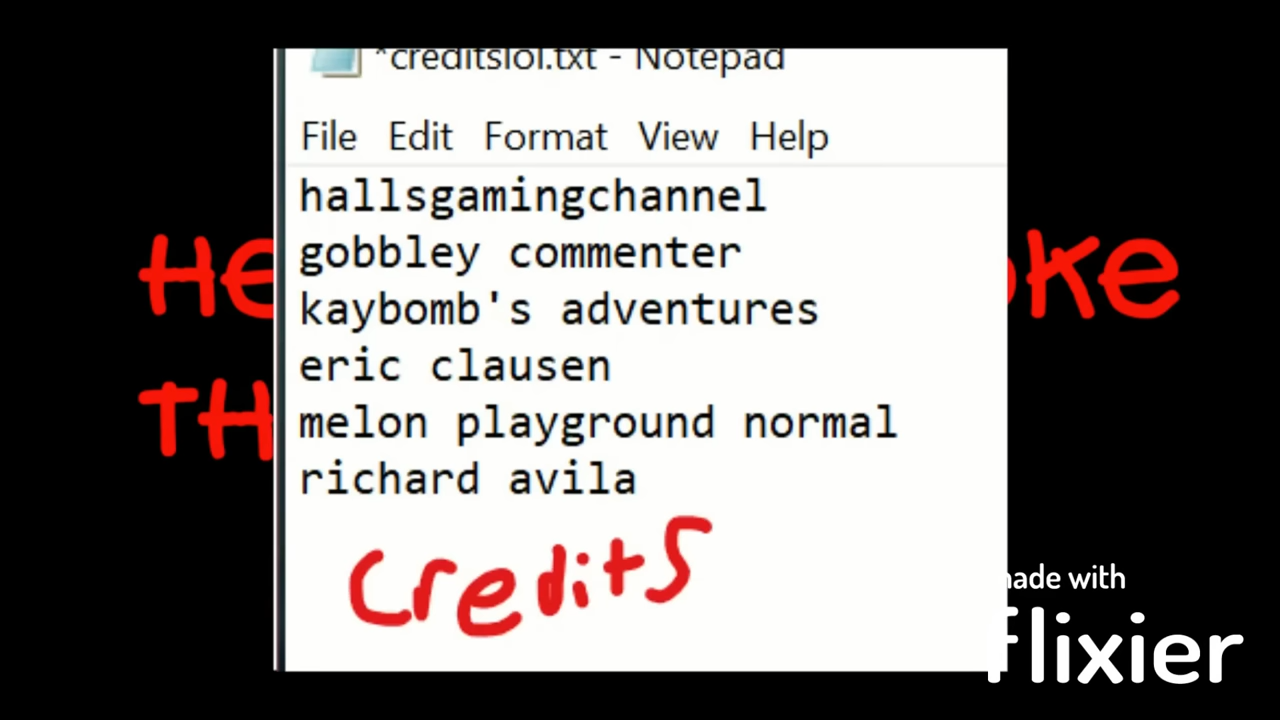 *creditslol.txt - Notepad
File Edit Format View Help
hallsgamingchannel
gobbley commenter
kaybomb's adventures
eric clausen
melon playground normal
richard avila
credits
made with
flixier